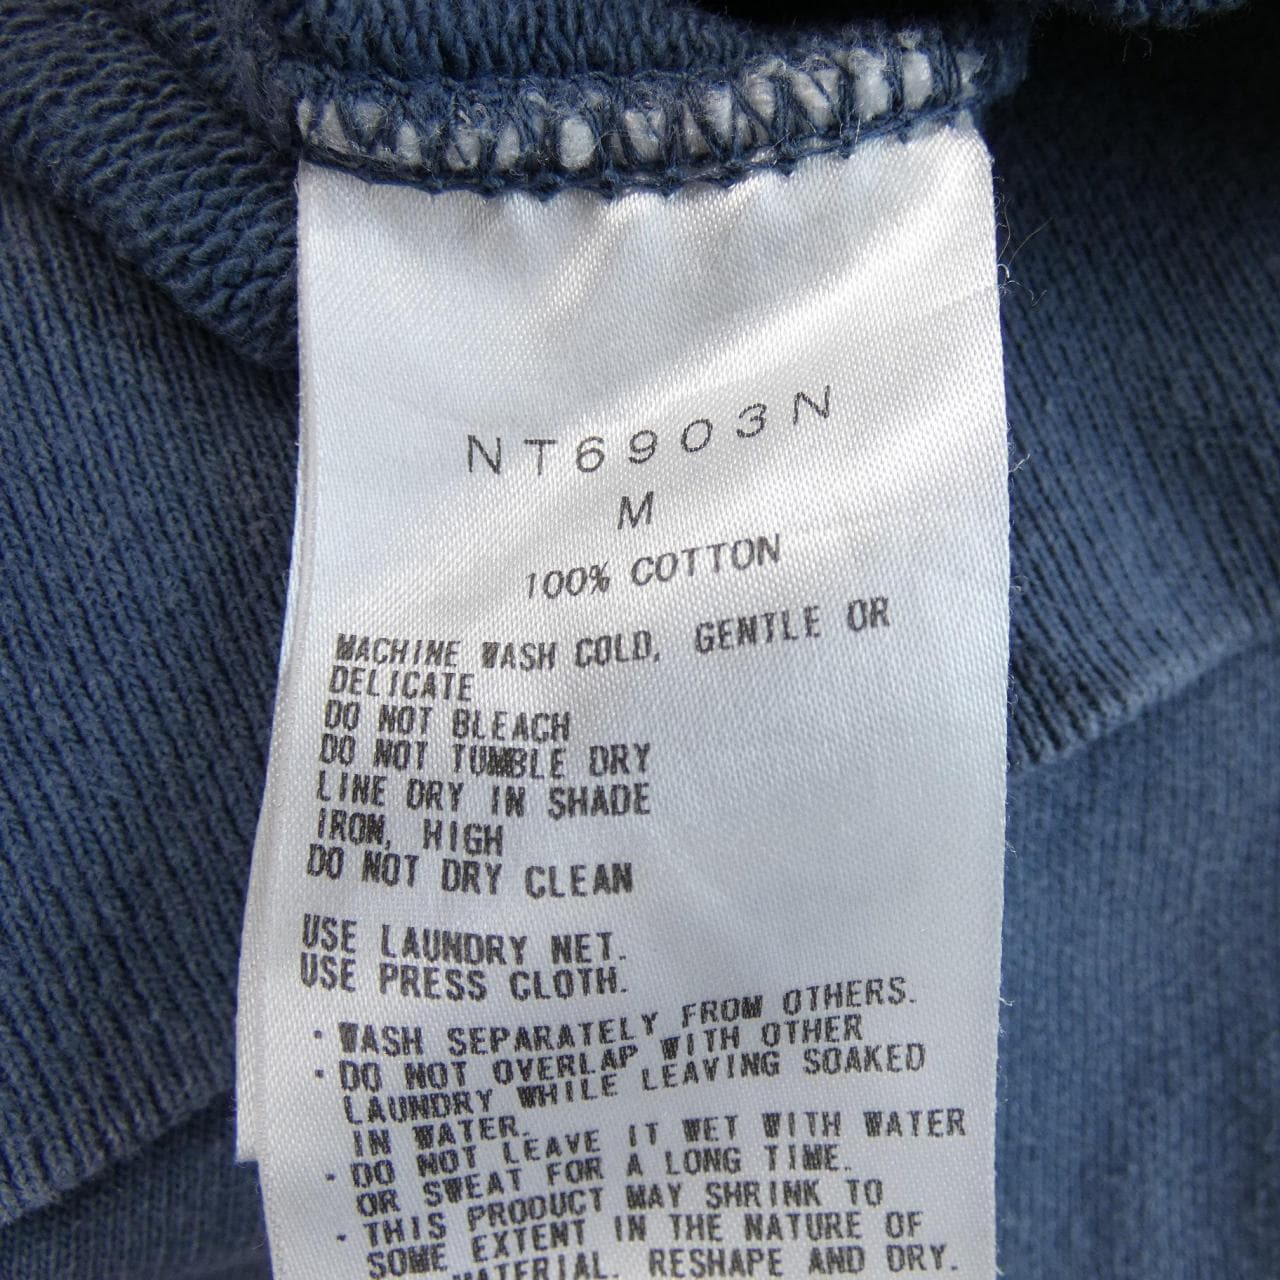 NT6903N
M
100% COTTON
MACHINE WASH COLD, GENTLE OR
DELICATE
DO NOT BLEACH
DO NOT TUMBLE DRY
LINE DRY IN SHADE
IRON, HIGH
DO NOT DRY CLEAN
USE LAUNDRY NET.
USE PRESS CLOTH.
・WASH SEPARATELY FROM OTHERS.
・DO NOT OVERLAP WITH OTHER
LAUNDRY WHILE LEAVING SOAKED
IN WATER.
・DO NOT LEAVE IT WET WITH WATER
OR SWEAT FOR A LONG TIME.
・THIS PRODUCT MAY SHRINK TO
SOME EXTENT IN THE NATURE OF
MATERIAL. RESHAPE AND DRY.